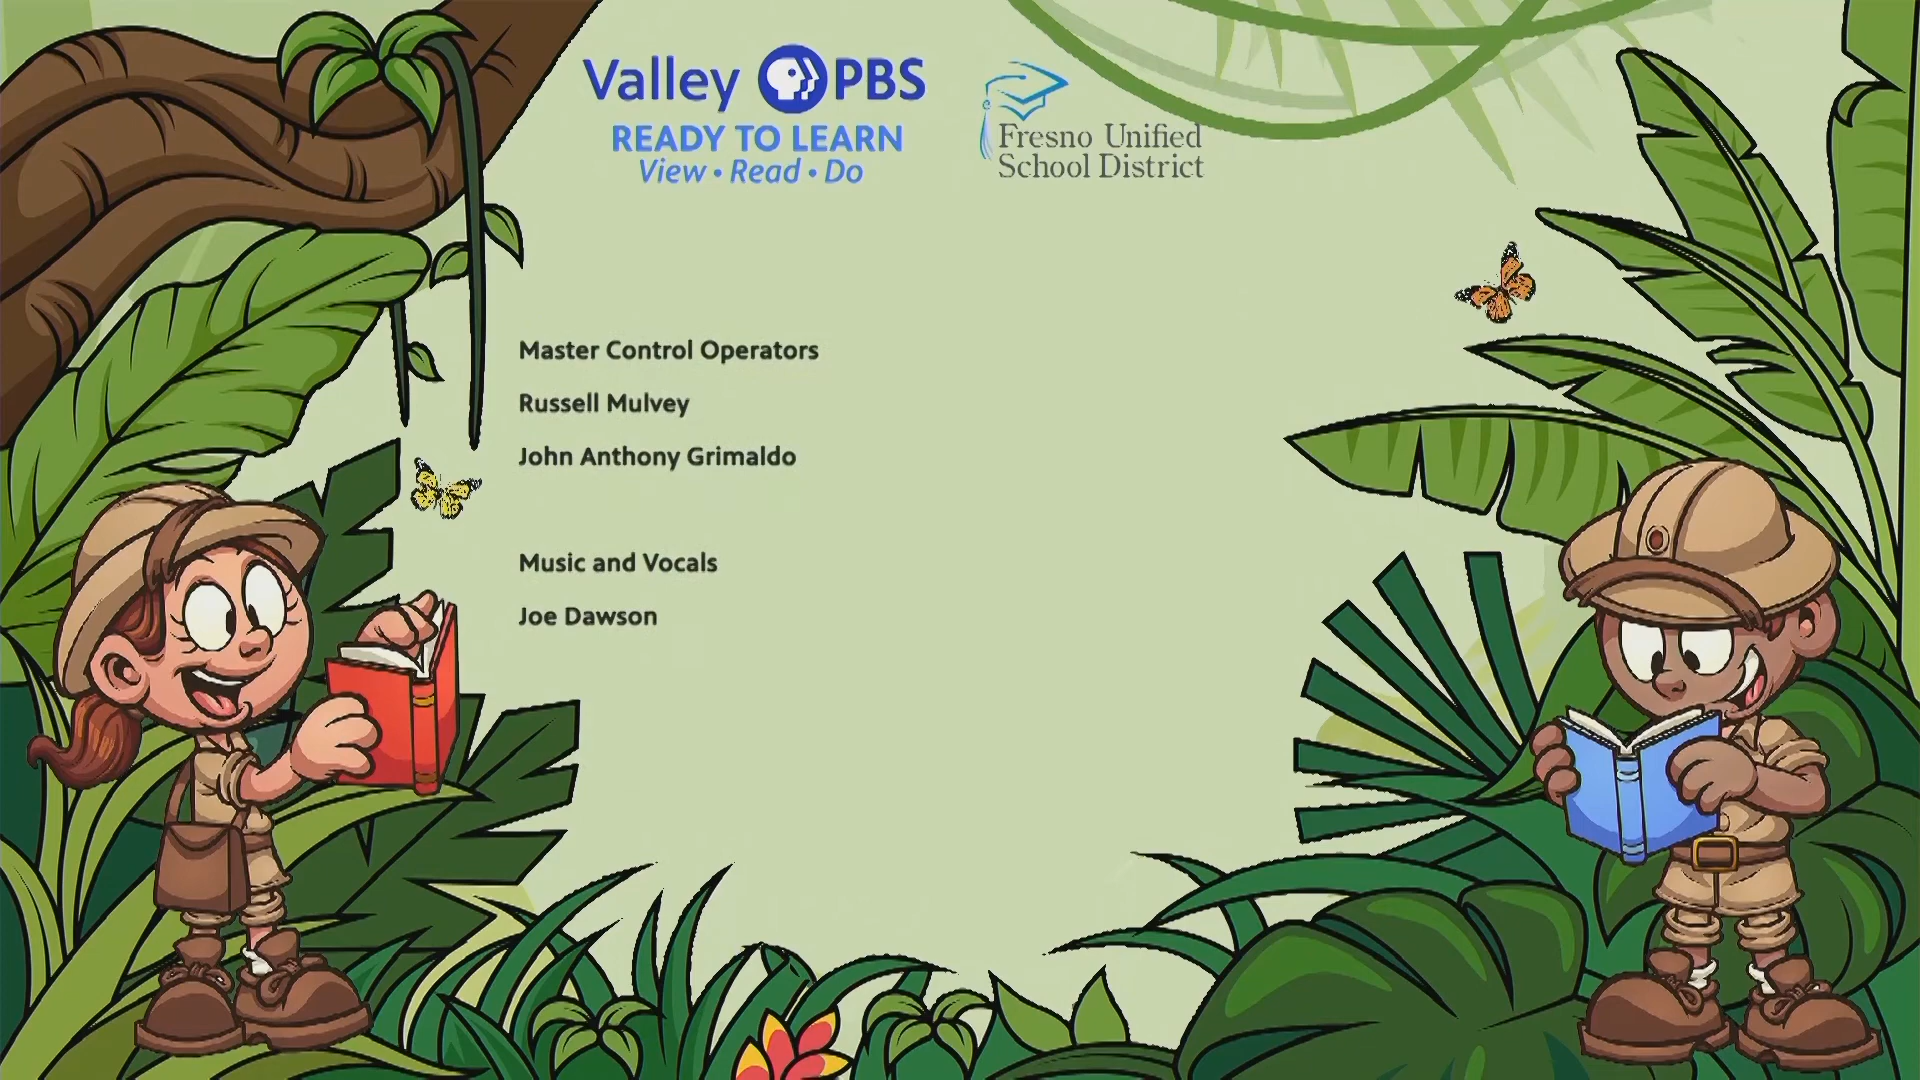 Valley PBS
READY TO LEARN
View • Read • Do
Fresno Unified
School District
Master Control Operators
Russell Mulvey
John Anthony Grimaldo
Music and Vocals
Joe Dawson